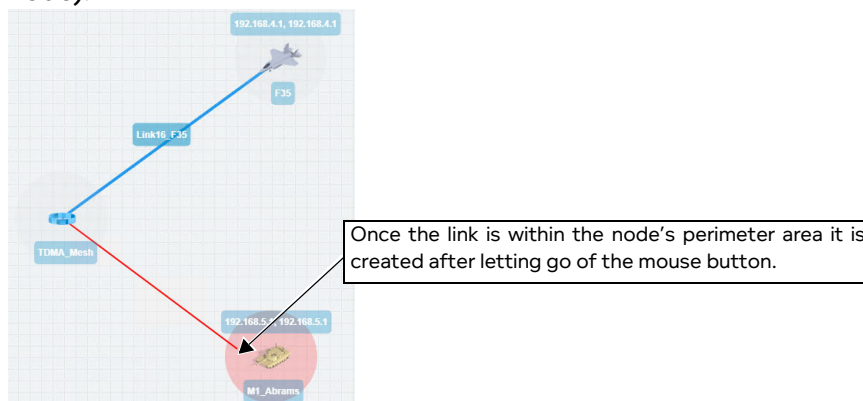 192.168.4.1, 192.168.4.1
F35
Link16_F35
TDMA_Mesh
Once the link is within the node's perimeter area it is
created after letting go of the mouse button.
192.168.5.1, 192.168.5.1
M1_Abrams